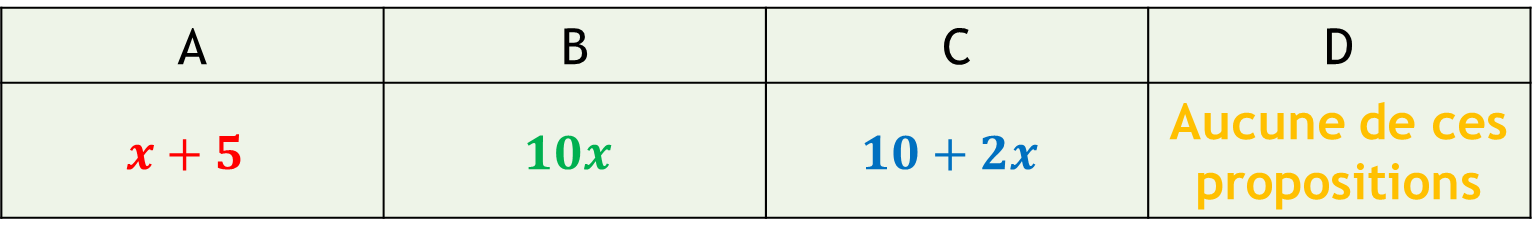 A B C D
x + 5 10x 10 + 2x Aucune de ces
propositions